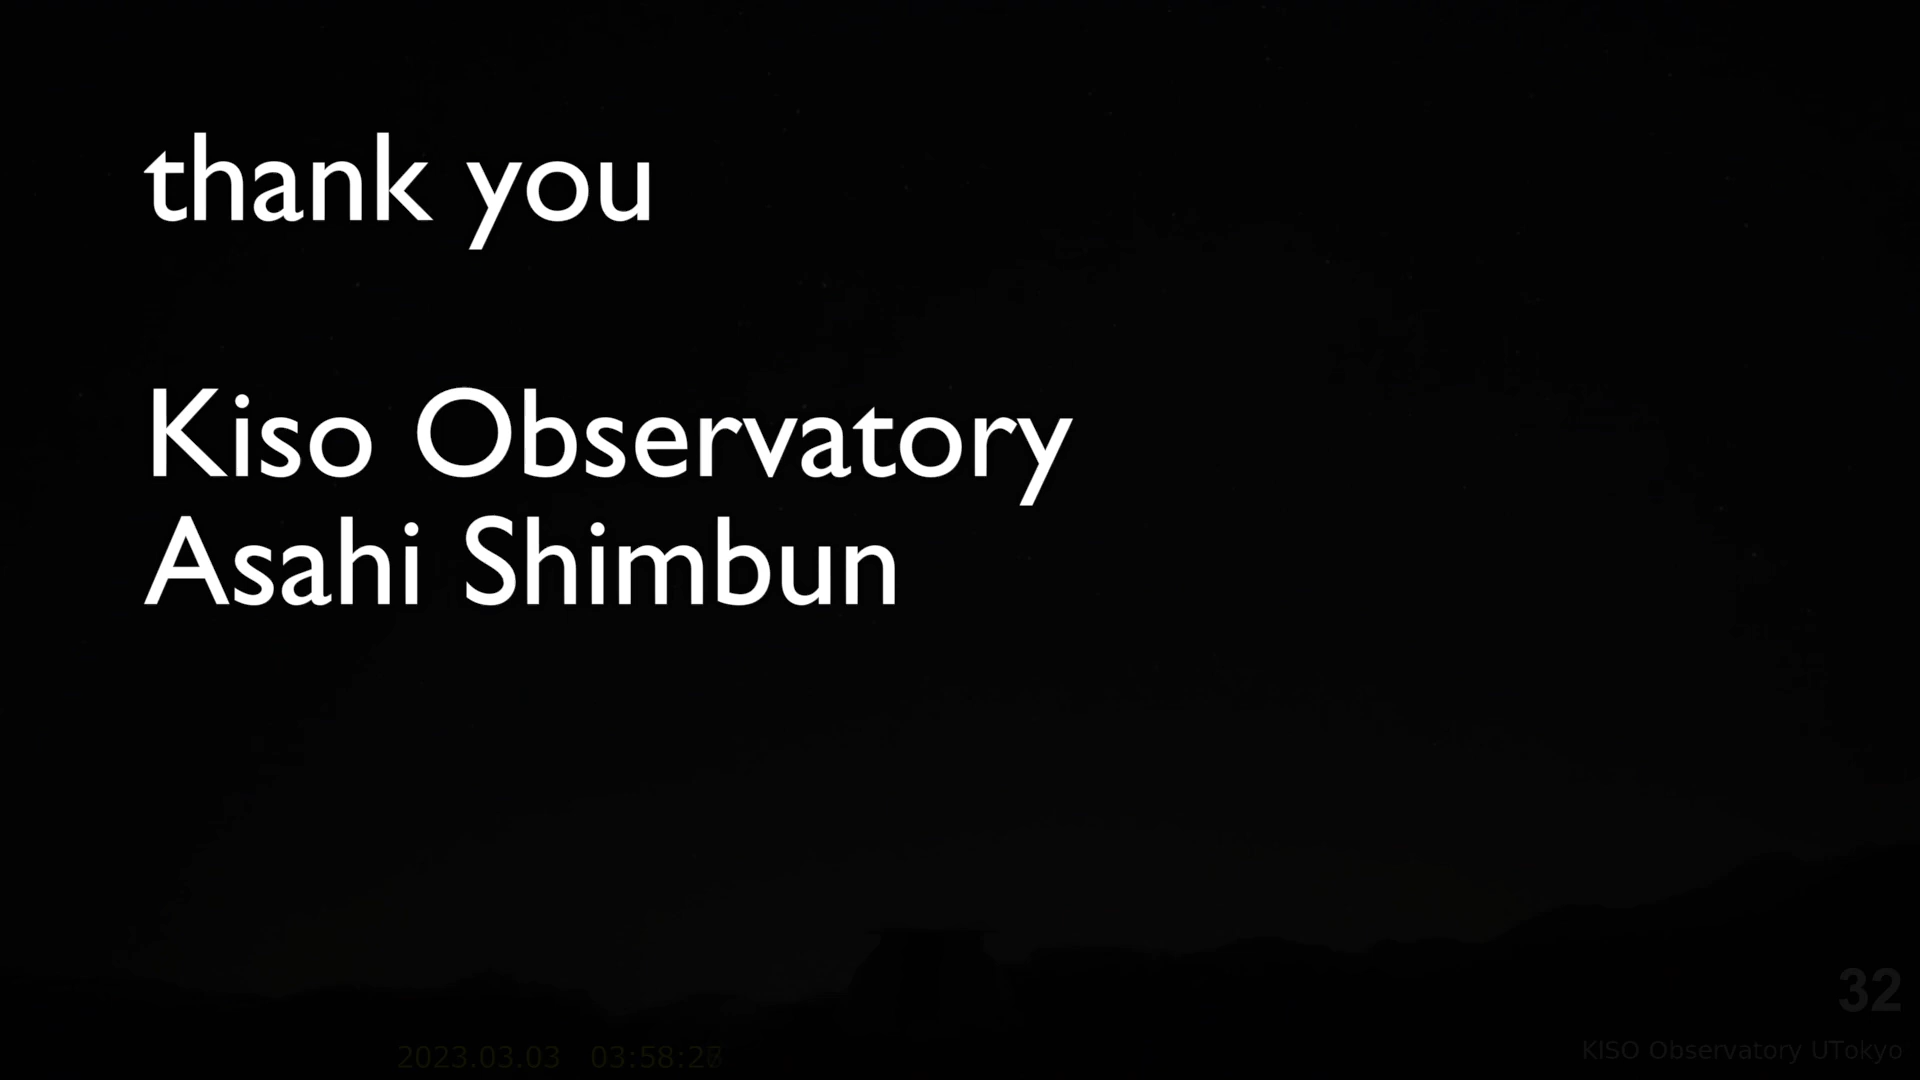 thank you
Kiso Observatory
Asahi Shimbun
32
2023.03.03 03:58:2
KISO Observatory UTokyo